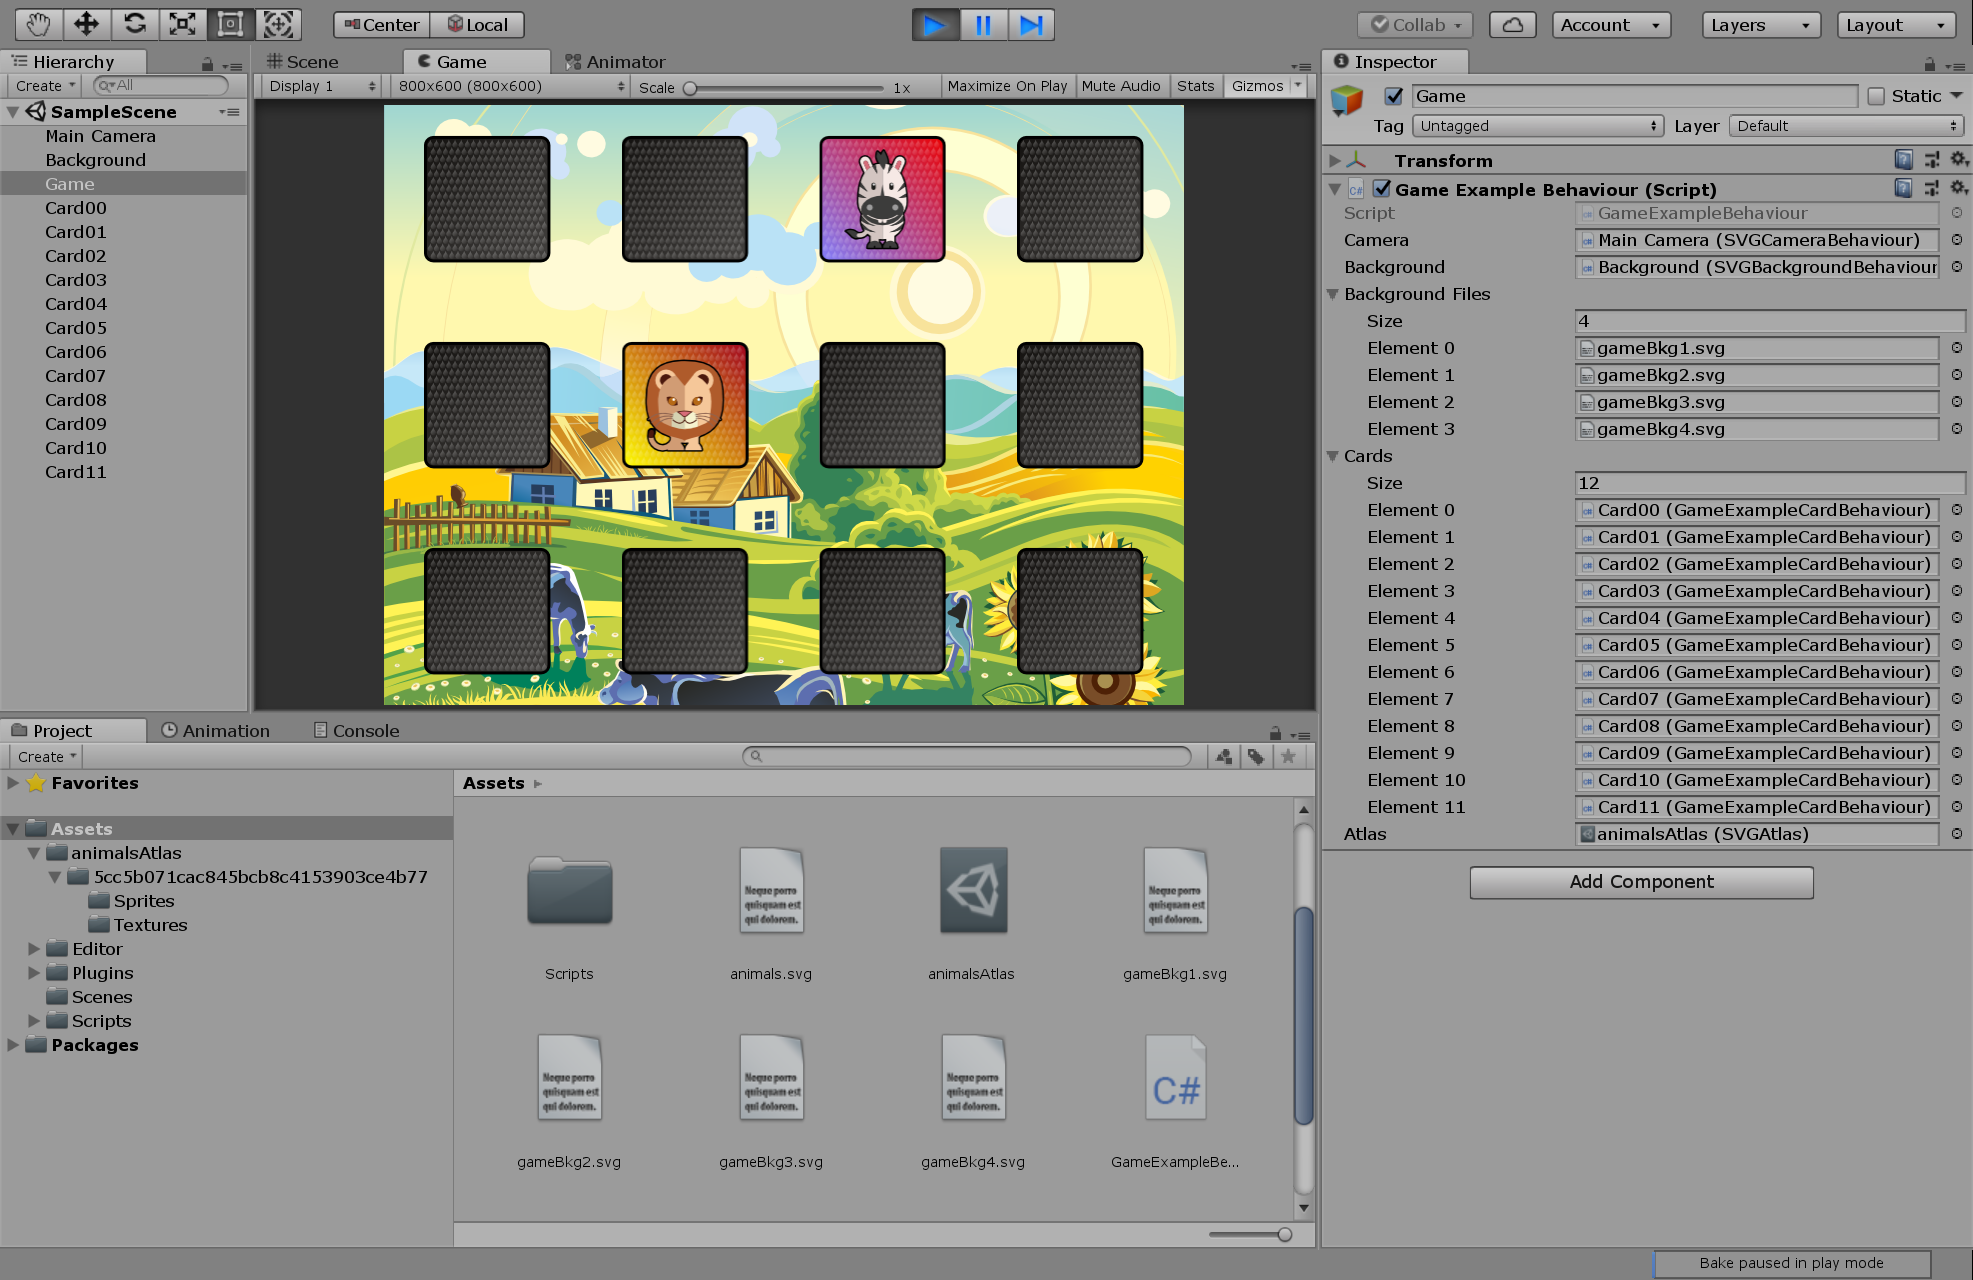 Center Local Collab Account Layers Layout
Hierarchy
Create All
SampleScene
Main Camera
Background
Game
Card00
Card01
Card02
Card03
Card04
Card05
Card06
Card07
Card08
Card09
Card10
Card11
Scene Game Animator
Display 1 800x600 (800x600) Scale 1x Maximize On Play Mute Audio Stats Gizmos
Inspector
Game Static
Tag Untagged Layer Default
Transform
C# Game Example Behaviour (Script)
Script GameExampleBehaviour
Camera Main Camera (SVGCameraBehaviour)
Background Background (SVGBackgroundBehaviour
Background Files
Size 4
Element 0 gameBkg1.svg
Element 1 gameBkg2.svg
Element 2 gameBkg3.svg
Element 3 gameBkg4.svg
Cards
Size 12
Element 0 Card00 (GameExampleCardBehaviour)
Element 1 Card01 (GameExampleCardBehaviour)
Element 2 Card02 (GameExampleCardBehaviour)
Element 3 Card03 (GameExampleCardBehaviour)
Element 4 Card04 (GameExampleCardBehaviour)
Element 5 Card05 (GameExampleCardBehaviour)
Element 6 Card06 (GameExampleCardBehaviour)
Element 7 Card07 (GameExampleCardBehaviour)
Element 8 Card08 (GameExampleCardBehaviour)
Element 9 Card09 (GameExampleCardBehaviour)
Element 10 Card10 (GameExampleCardBehaviour)
Element 11 Card11 (GameExampleCardBehaviour)
Atlas animalsAtlas (SVGAtlas)
Add Component
Project Animation Console
Create
Favorites
Assets
animalsAtlas
5cc5b071cac845bcb8c4153903ce4b77
Sprites
Textures
Editor
Plugins
Scenes
Scripts
Packages
Assets
Neque porro
quisquam est
qui dolorem.
Neque porro
quisquam est
qui dolorem.
Scripts animals.svg animalsAtlas gameBkg1.svg
Neque porro
quisquam est
qui dolorem.
Neque porro
quisquam est
qui dolorem.
Neque porro
quisquam est
qui dolorem.
C#
gameBkg2.svg gameBkg3.svg gameBkg4.svg GameExampleBe...
Bake paused in play mode